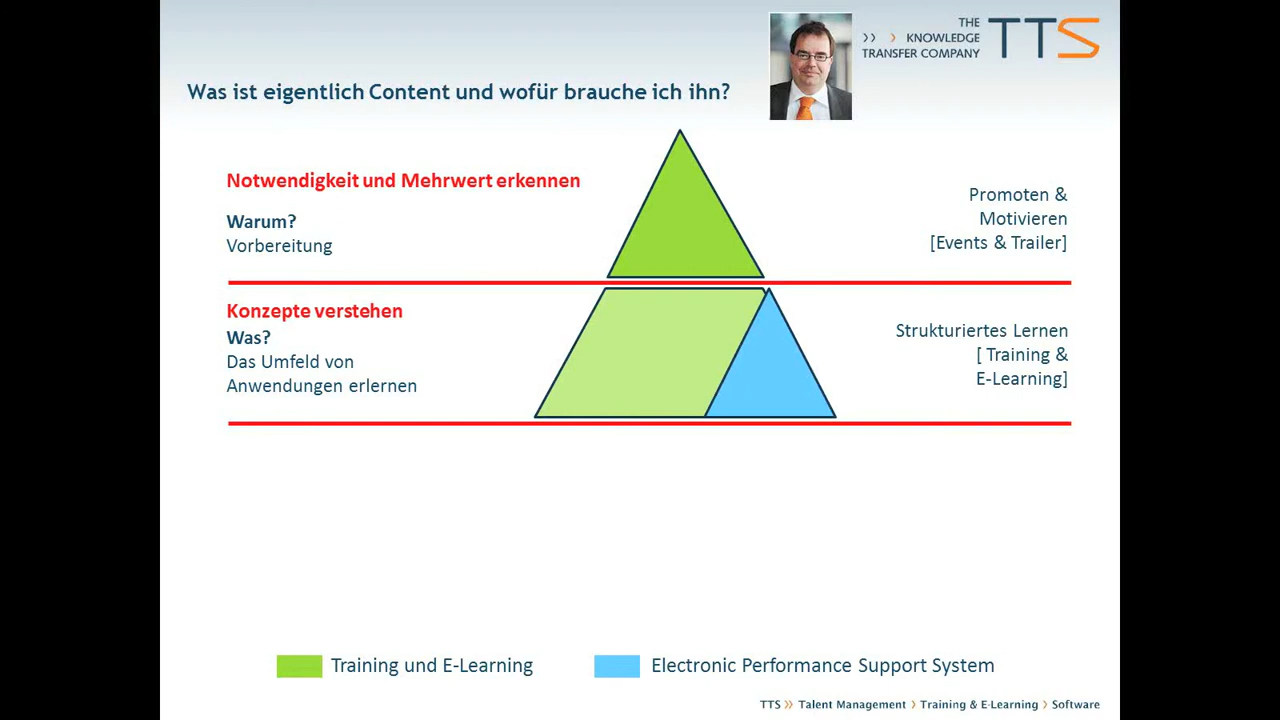 THE
>> > KNOWLEDGE
TRANSFER COMPANY
TTS
Was ist eigentlich Content und wofür brauche ich ihn?
Notwendigkeit und Mehrwert erkennen
Warum?
Vorbereitung
Promoten &
Motivieren
[Events & Trailer]
Konzepte verstehen
Was?
Das Umfeld von
Anwendungen erlernen
Strukturiertes Lernen
[ Training &
E-Learning]
Training und E-Learning
Electronic Performance Support System
TTS >> Talent Management > Training & E-Learning > Software